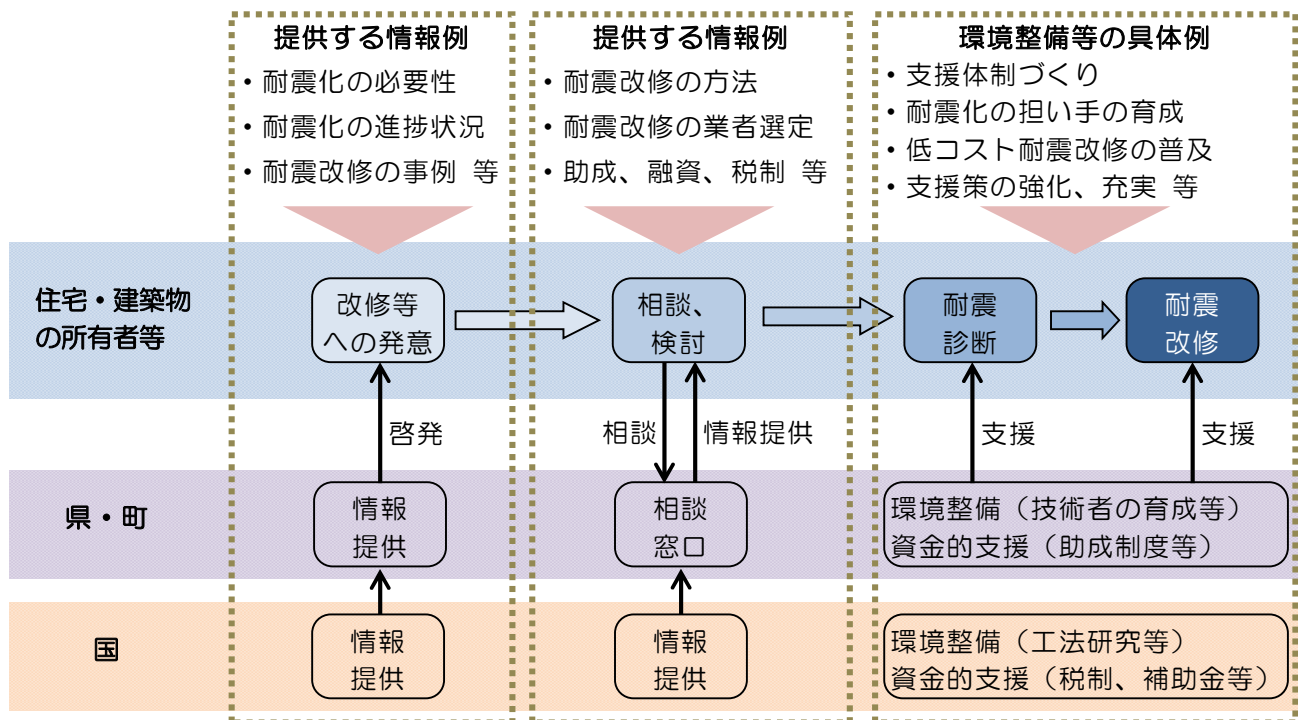 提供する情報例
・耐震化の必要性
・耐震化の進捗状況
・耐震改修の事例 等
提供する情報例
・耐震改修の方法
・耐震改修の業者選定
・助成、融資、税制 等
環境整備等の具体例
・支援体制づくり
・耐震化の担い手の育成
・低コスト耐震改修の普及
・支援策の強化、充実 等
住宅・建築物
の所有者等
改修等
への発意
相談、
検討
耐震
診断
耐震
改修
啓発
相談
情報提供
支援
支援
県・町
情報
提供
相談
窓口
環境整備（技術者の育成等）
資金的支援（助成制度等）
国
情報
提供
情報
提供
環境整備（工法研究等）
資金的支援（税制、補助金等）